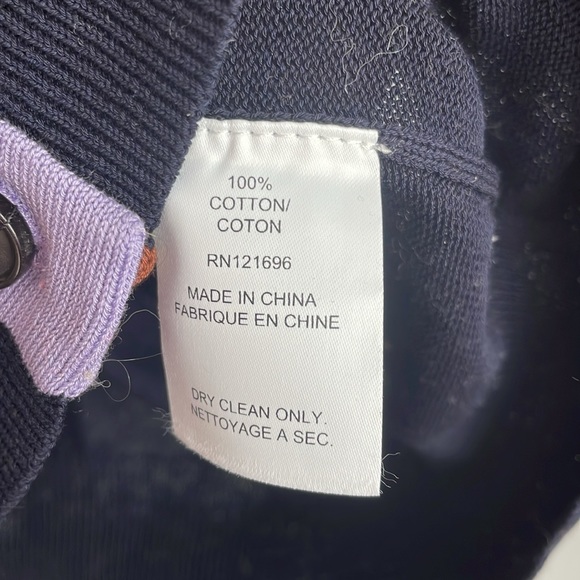 100%
COTTON/
COTON
RN121696
MADE IN CHINA
FABRIQUE EN CHINE
DRY CLEAN ONLY.
NETTOYAGE A SEC.